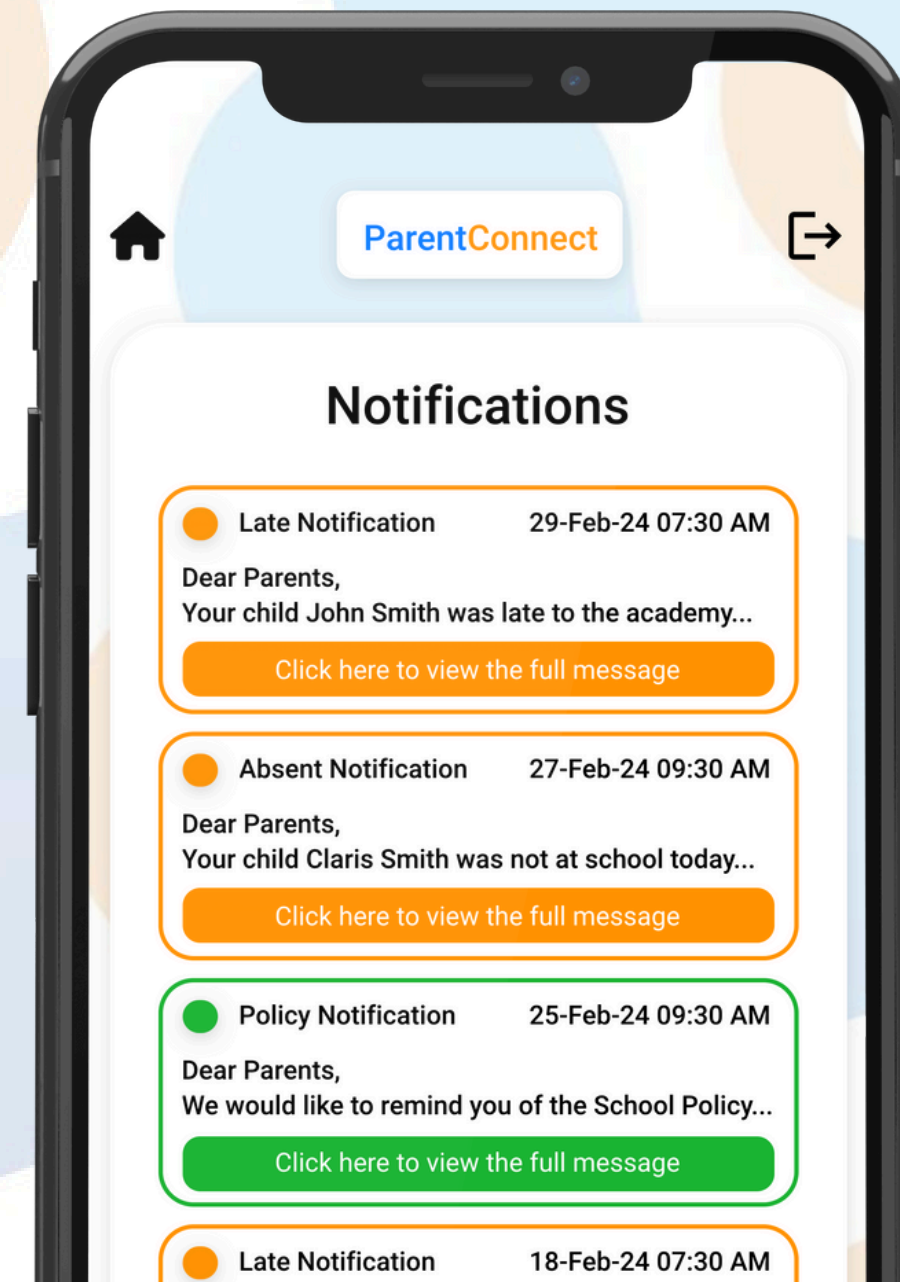 ParentConnect
Notifications
Late Notification 29-Feb-24 07:30 AM
Dear Parents,
Your child John Smith was late to the academy...
Click here to view the full message
Absent Notification 27-Feb-24 09:30 AM
Dear Parents,
Your child Claris Smith was not at school today...
Click here to view the full message
Policy Notification 25-Feb-24 09:30 AM
Dear Parents,
We would like to remind you of the School Policy...
Click here to view the full message
Late Notification 18-Feb-24 07:30 AM